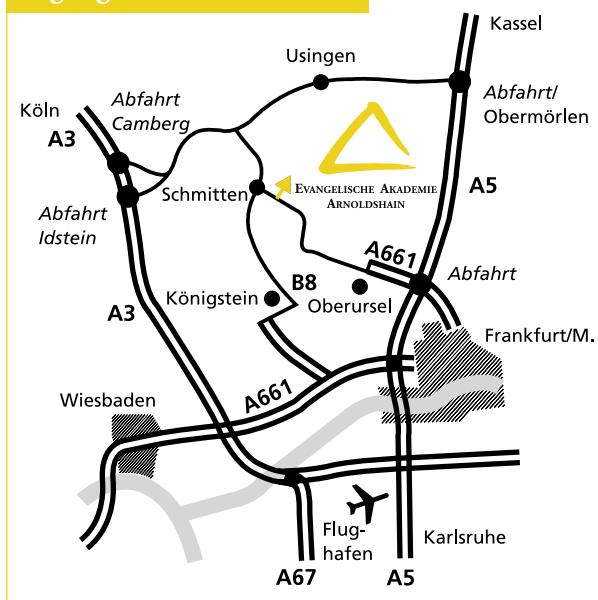 Kassel
Usingen
Abfahrt/
Obermörlen
Köln
Abfahrt
Camberg
A3
Schmitten
EVANGELISCHE AKADEMIE
ARNOLDSHAIN
A5
Abfahrt
Idstein
A661
Abfahrt
B8
Königstein
Oberursel
A3
Frankfurt/M.
A661
Wiesbaden
Flug-
hafen
Karlsruhe
A67
A5